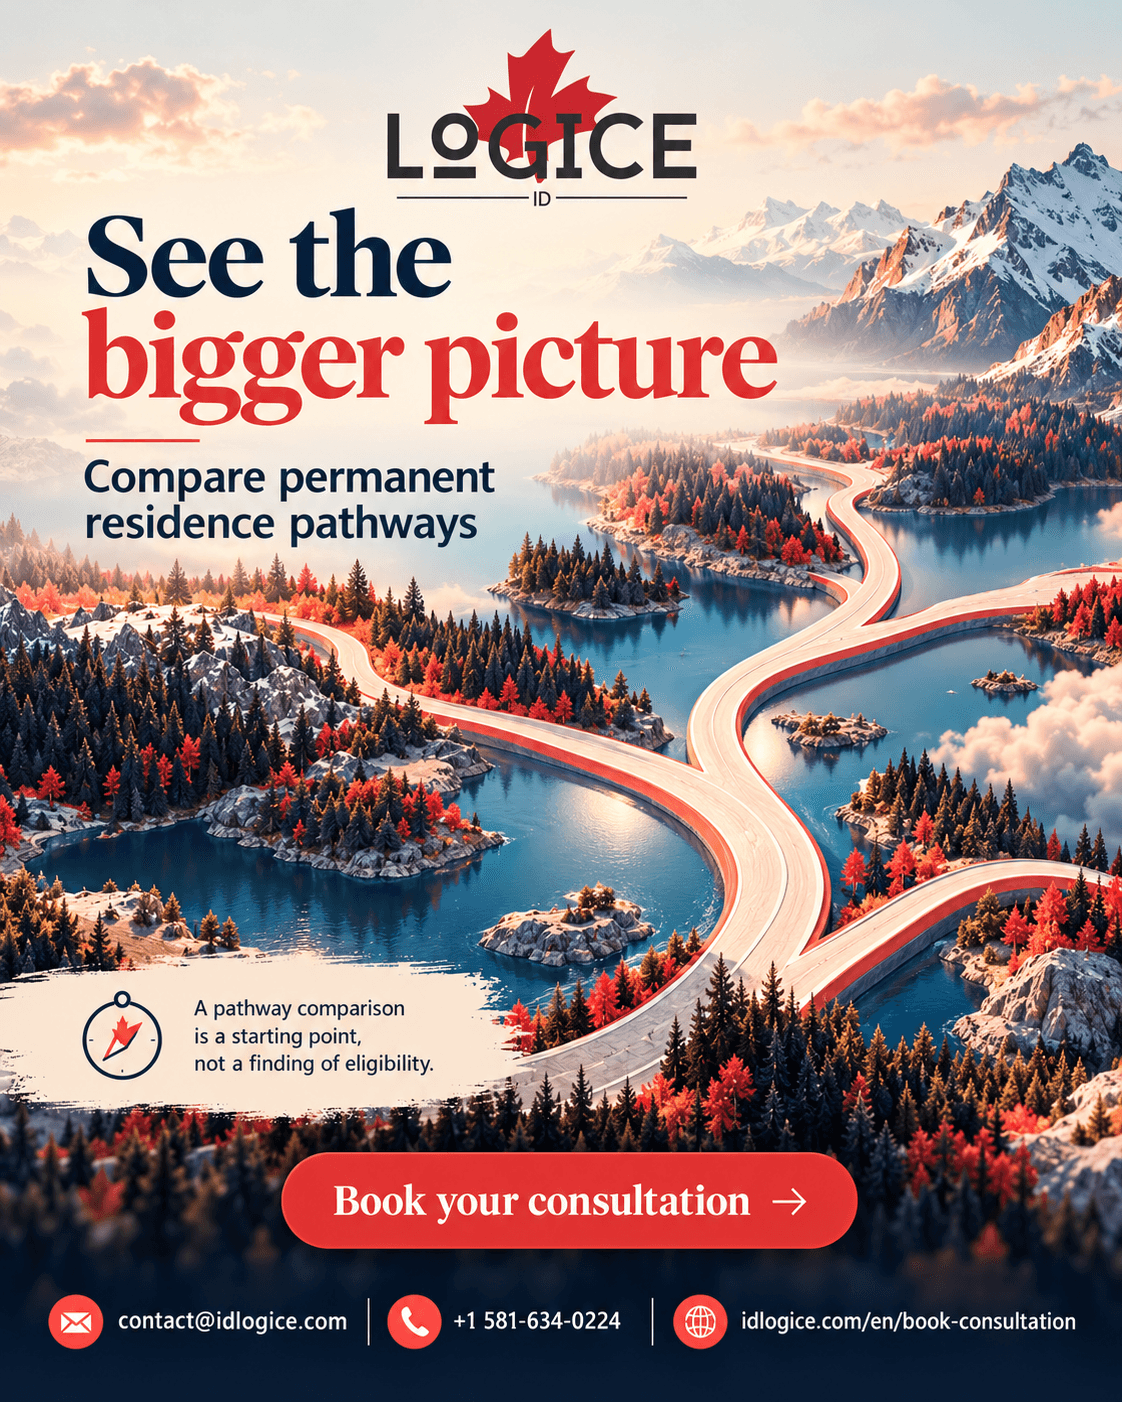 LOGICE
ID
See the
bigger picture
Compare permanent
residence pathways
A pathway comparison
is a starting point,
not a finding of eligibility.
Book your consultation →
contact@idlogice.com
+1 581-634-0224
idlogice.com/en/book-consultation